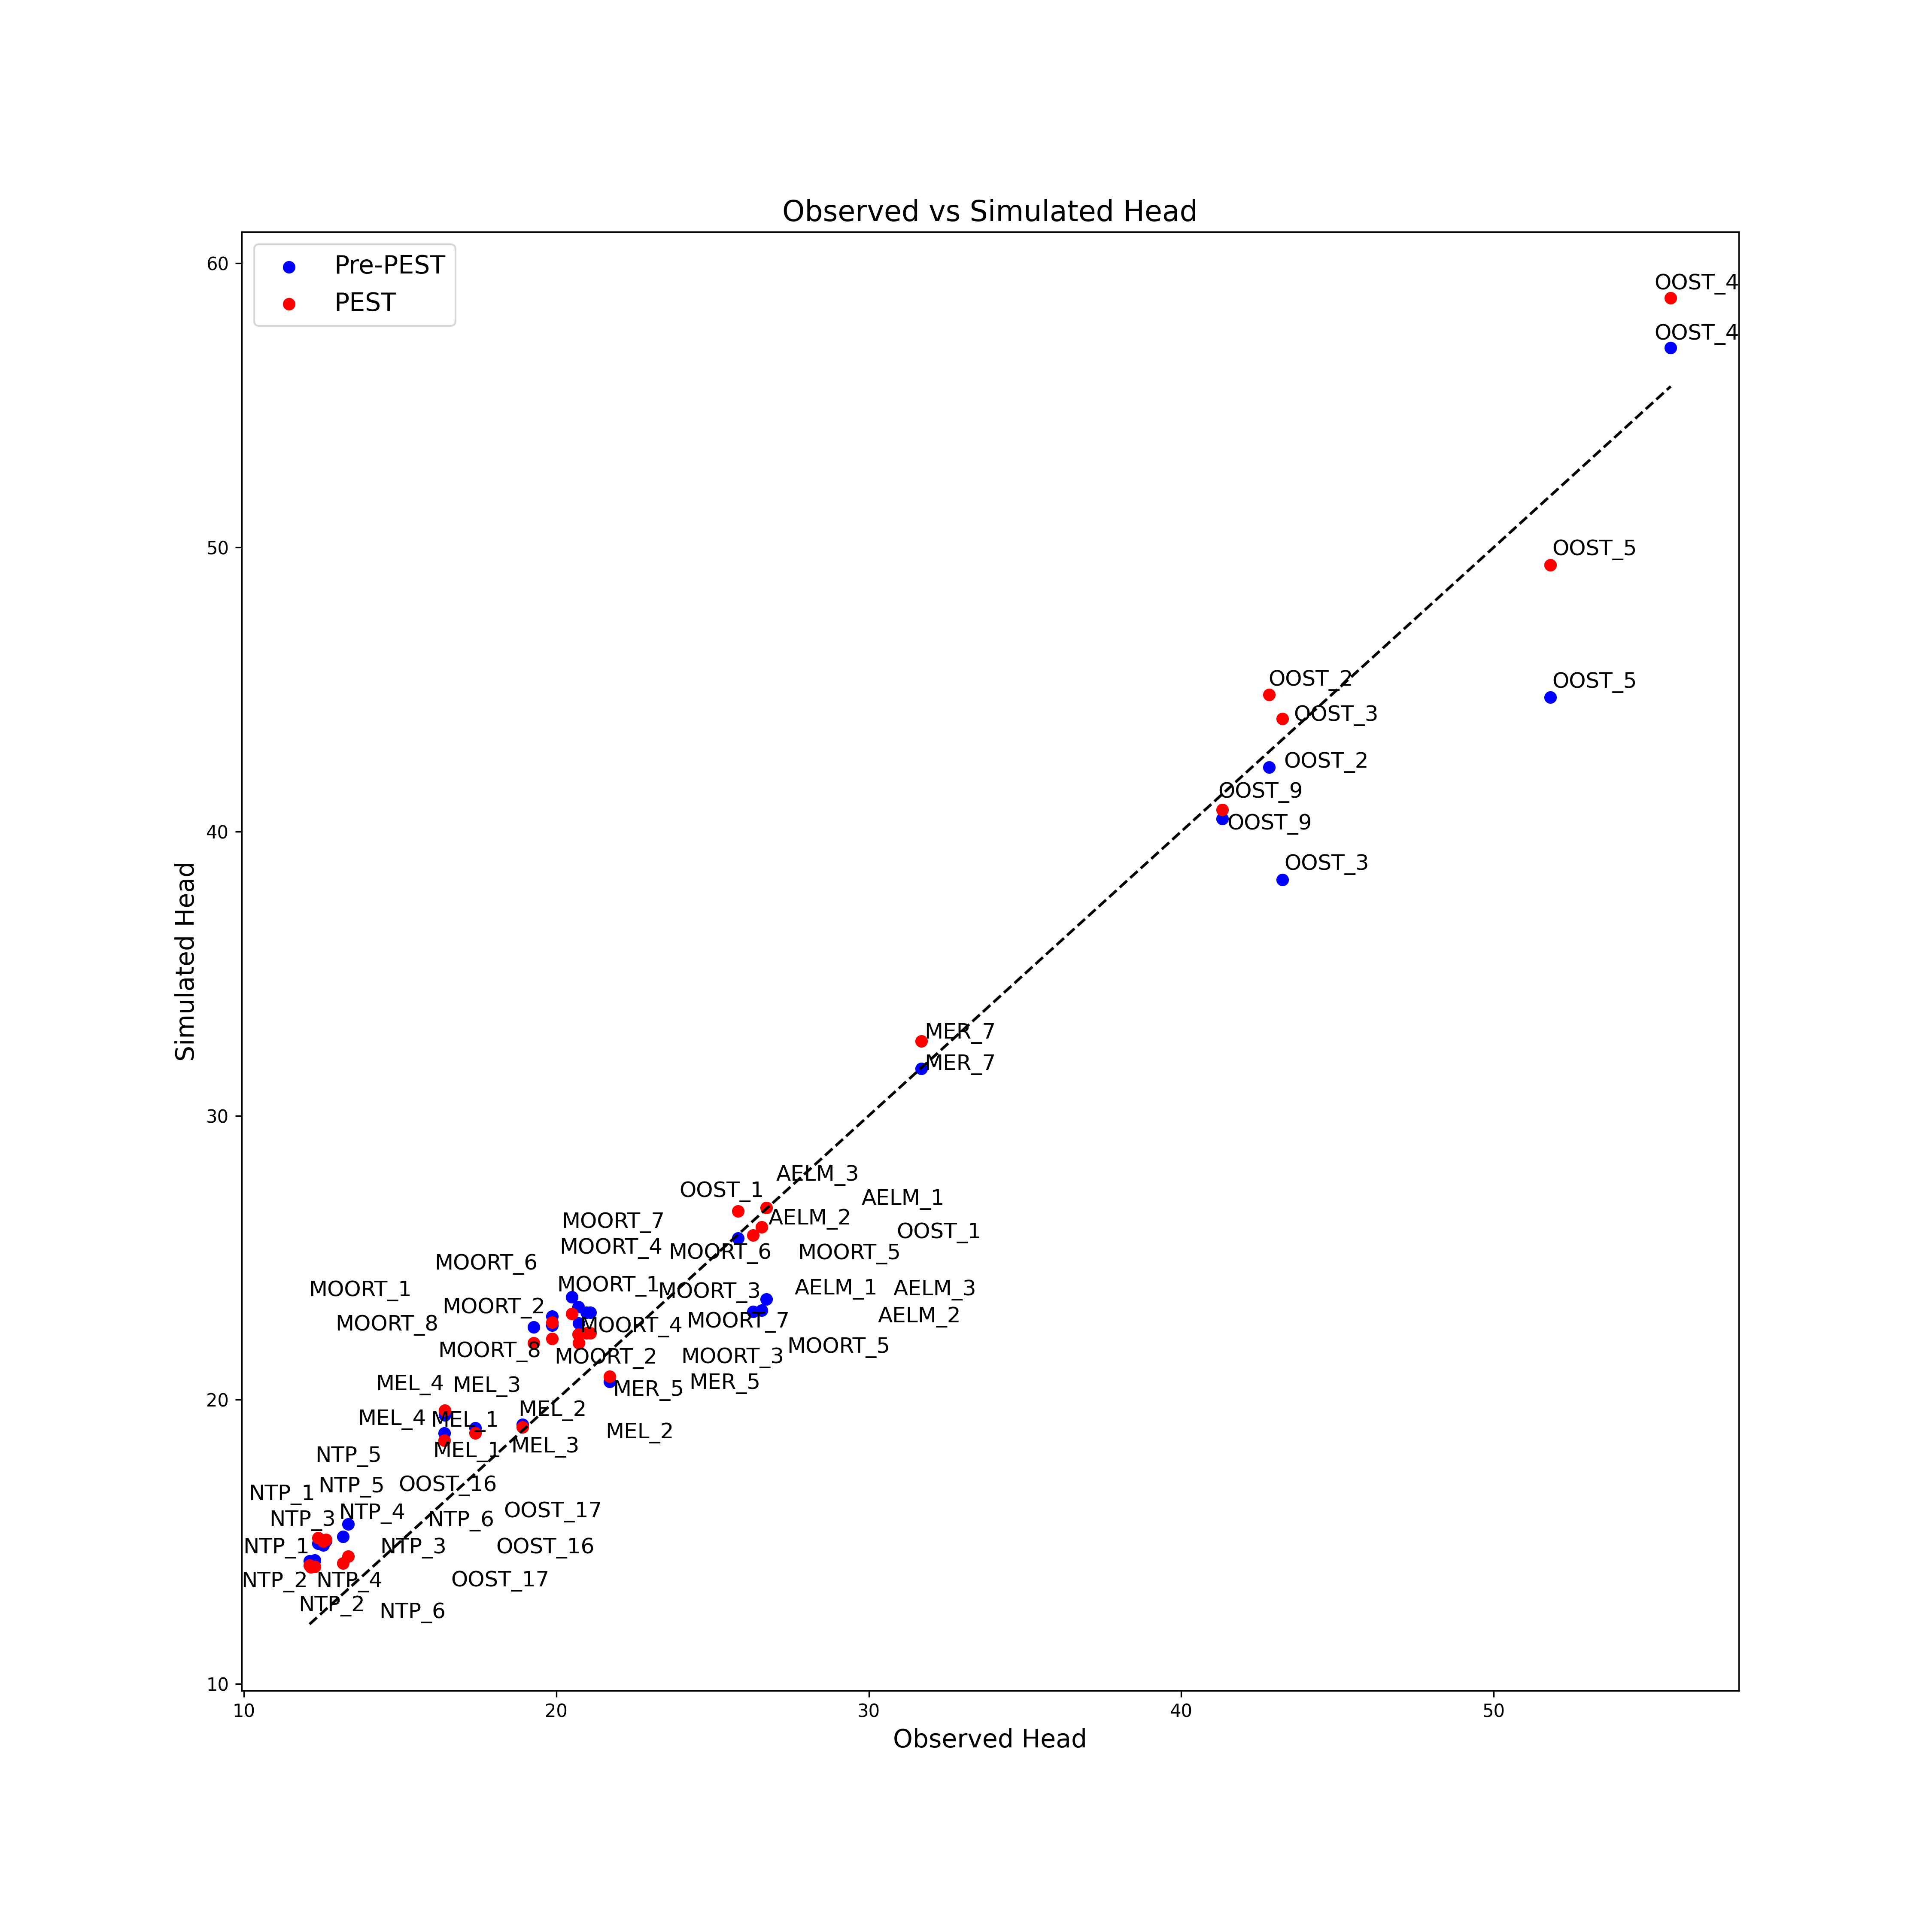 Observed vs Simulated Head
60
Pre-PEST
PEST
OOST_4
OOST_4
50
OOST_5
OOST_5
OOST_2
OOST_3
OOST_2
OOST_9
OOST_9
40
OOST_3
Simulated Head
MER_7
MER_7
30
AELM_3
OOST_1
AELM_1
AELM_2
MOORT_7
OOST_1
MOORT_4
MOORT_6
MOORT_5
MOORT_6
MOORT_1
MOORT_1
MOORT_3
AELM_1
AELM_3
MOORT_2
AELM_2
MOORT_8
MOORT_4
MOORT_7
MOORT_8
MOORT_5
MOORT_2
MOORT_3
20
MEL_4
MEL_3
MER_5
MER_5
MEL_2
MEL_4
MEL_1
MEL_2
MEL_1
MEL_3
NTP_5
NTP_5
OOST_16
NTP_1
NTP_4
OOST_17
NTP_3
NTP_6
NTP_1
NTP_3
OOST_16
NTP_2
NTP_4
OOST_17
NTP_2
NTP_6
10
10
20
30
40
50
Observed Head